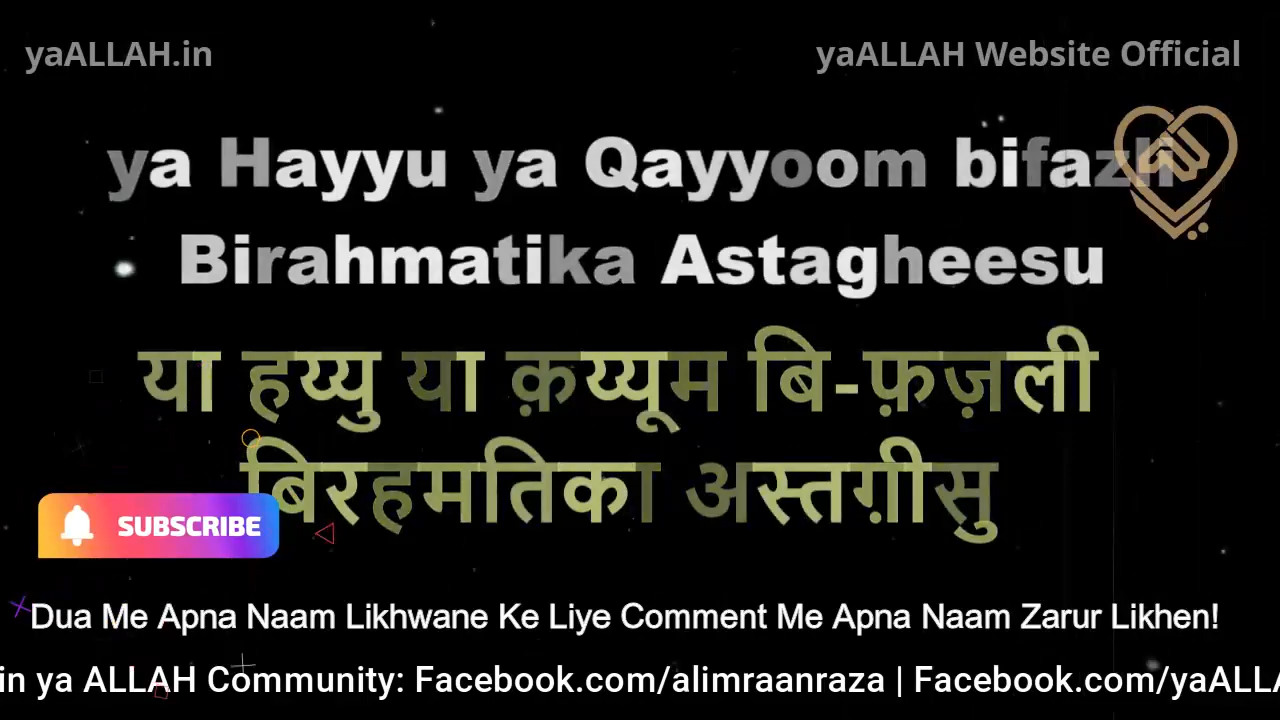 yaALLAH.in
yaALLAH Website Official
ya Hayyu ya Qayyoom bifazli
Birahmatika Astagheesu
या हय्यु या क़य्यूम बि-फ़ज़ली
बिरहमतिका अस्तग़ीसु
SUBSCRIBE
Dua Me Apna Naam Likhwane Ke Liye Comment Me Apna Naam Zarur Likhen!
in ya ALLAH Community: Facebook.com/alimraanraza | Facebook.com/yaALLA